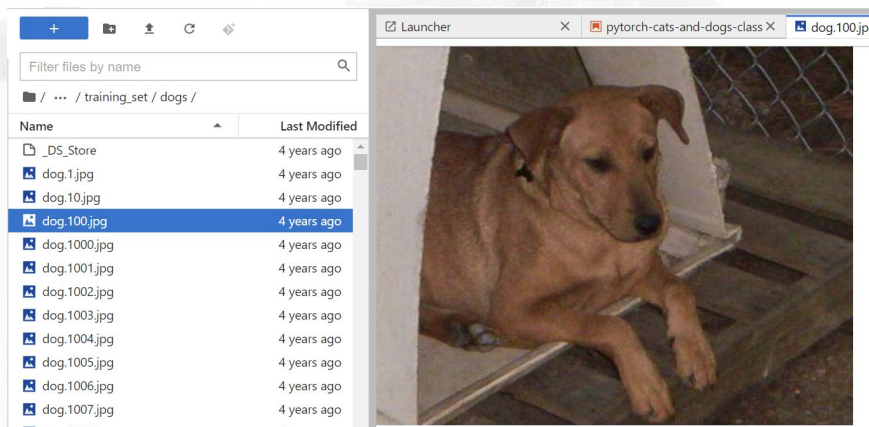 Launcher
pytorch-cats-and-dogs-class
dog.100.jp
Filter files by name
/ ... / training_set / dogs /
Name Last Modified
_DS_Store 4 years ago
dog.1.jpg 4 years ago
dog.10.jpg 4 years ago
dog.100.jpg 4 years ago
dog.1000.jpg 4 years ago
dog.1001.jpg 4 years ago
dog.1002.jpg 4 years ago
dog.1003.jpg 4 years ago
dog.1004.jpg 4 years ago
dog.1005.jpg 4 years ago
dog.1006.jpg 4 years ago
dog.1007.jpg 4 years ago